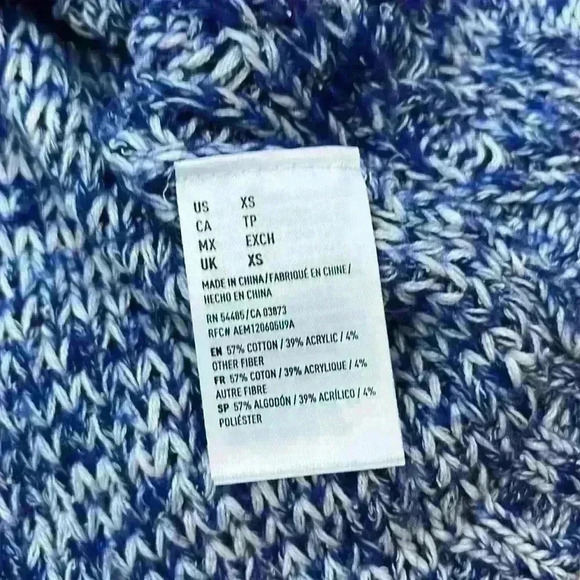 US XS
CA TP
MX EXCH
UK XS
MADE IN CHINA/FABRIQUÉ EN CHINE/
HECHO EN CHINA
RN 54485/CA 03873
RFC# AEM120605U9A
EN 57% COTTON / 39% ACRYLIC / 4%
OTHER FIBER
FR 57% COTON / 39% ACRYLIQUE / 4%
AUTRE FIBRE
SP 57% ALGODÓN / 39% ACRÍLICO / 4%
POLIÉSTER